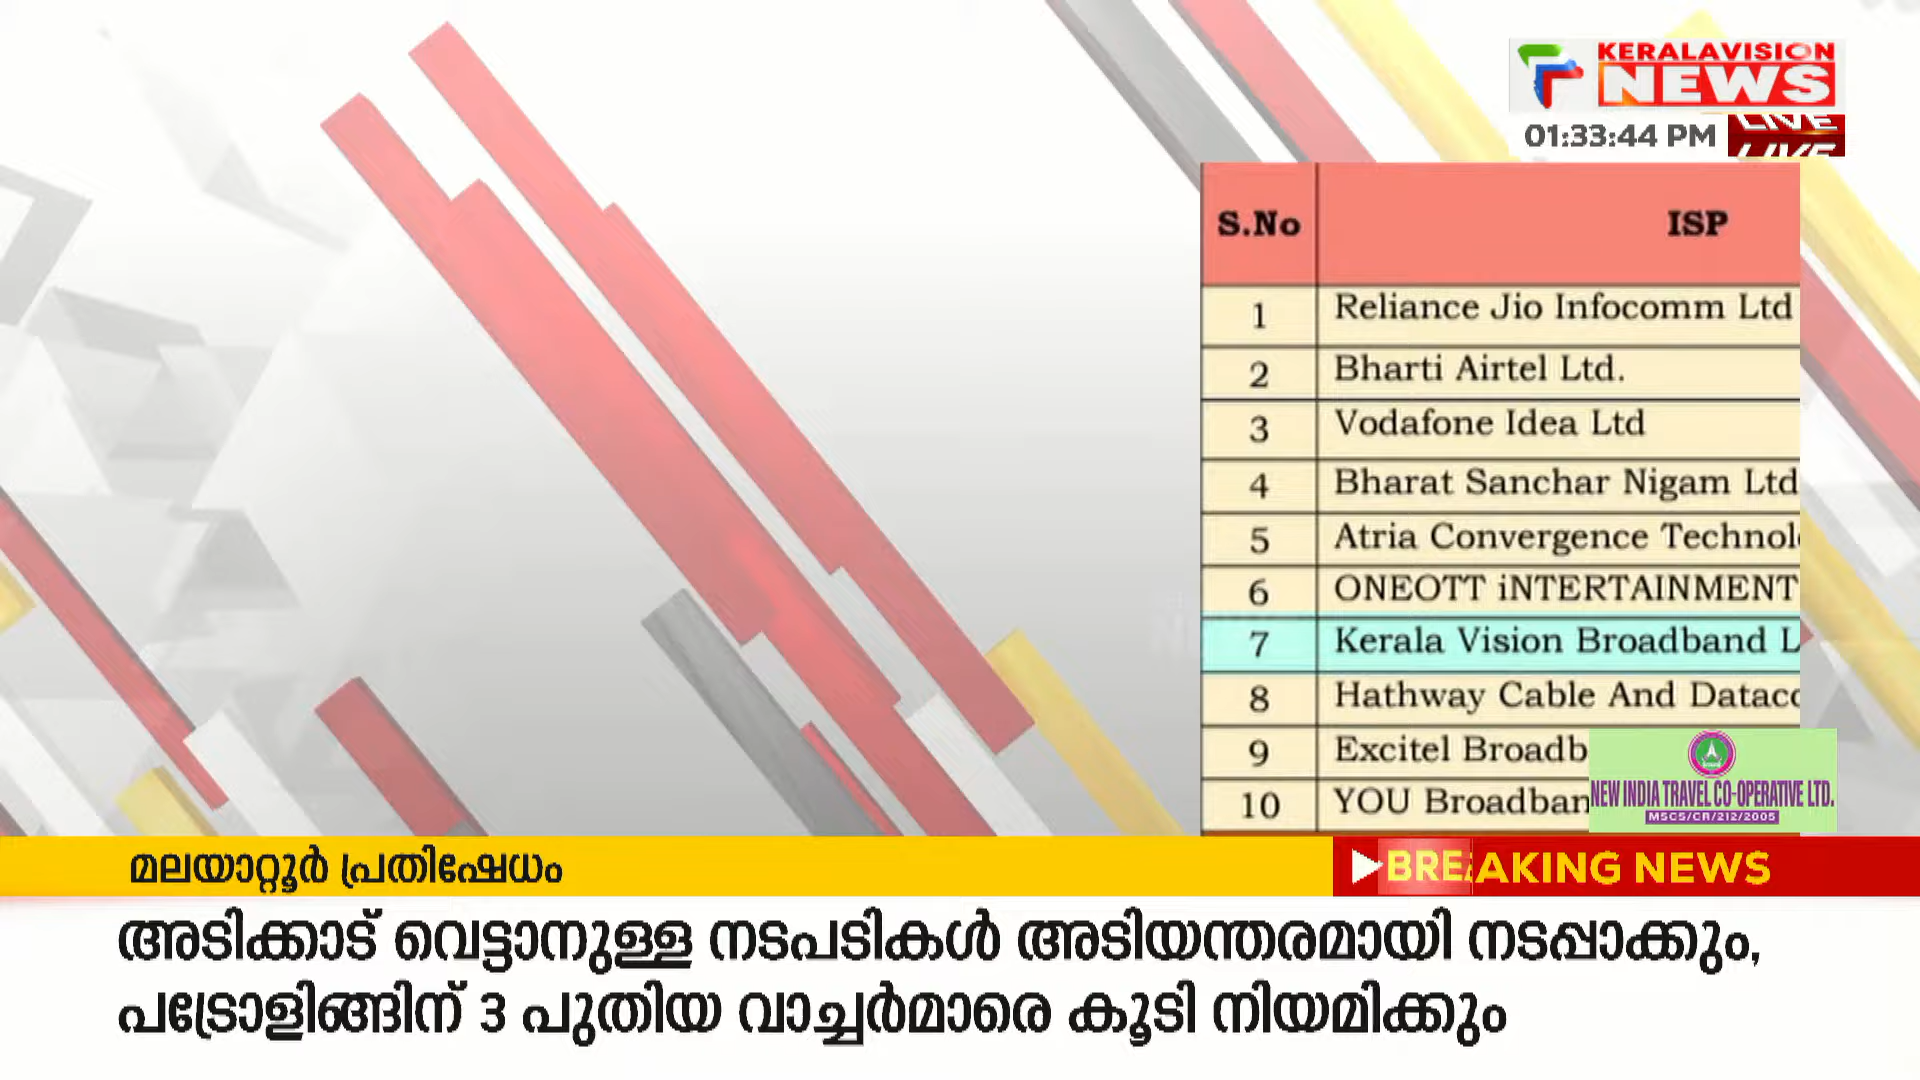 KERALAVISION
NEWS
01:33:44 PM
LIVE
LIVE
S.No ISP
1 Reliance Jio Infocomm Ltd
2 Bharti Airtel Ltd.
3 Vodafone Idea Ltd
4 Bharat Sanchar Nigam Ltd
5 Atria Convergence Technol
6 ONEOTT iNTERTAINMENT
7 Kerala Vision Broadband L
8 Hathway Cable And Datac
9 Excitel Broadb
10 YOU Broadban
NEW INDIA TRAVEL CO-OPERATIVE LTD.
MSCS/CR/212/2005
മലയാറ്റൂർ പ്രതിഷേധം
BREAKING NEWS
അടിക്കാട് വെട്ടാനുള്ള നടപടികൾ അടിയന്തരമായി നടപ്പാക്കും,
പട്രോളിങ്ങിന് 3 പുതിയ വാച്ചർമാരെ കൂടി നിയമിക്കും